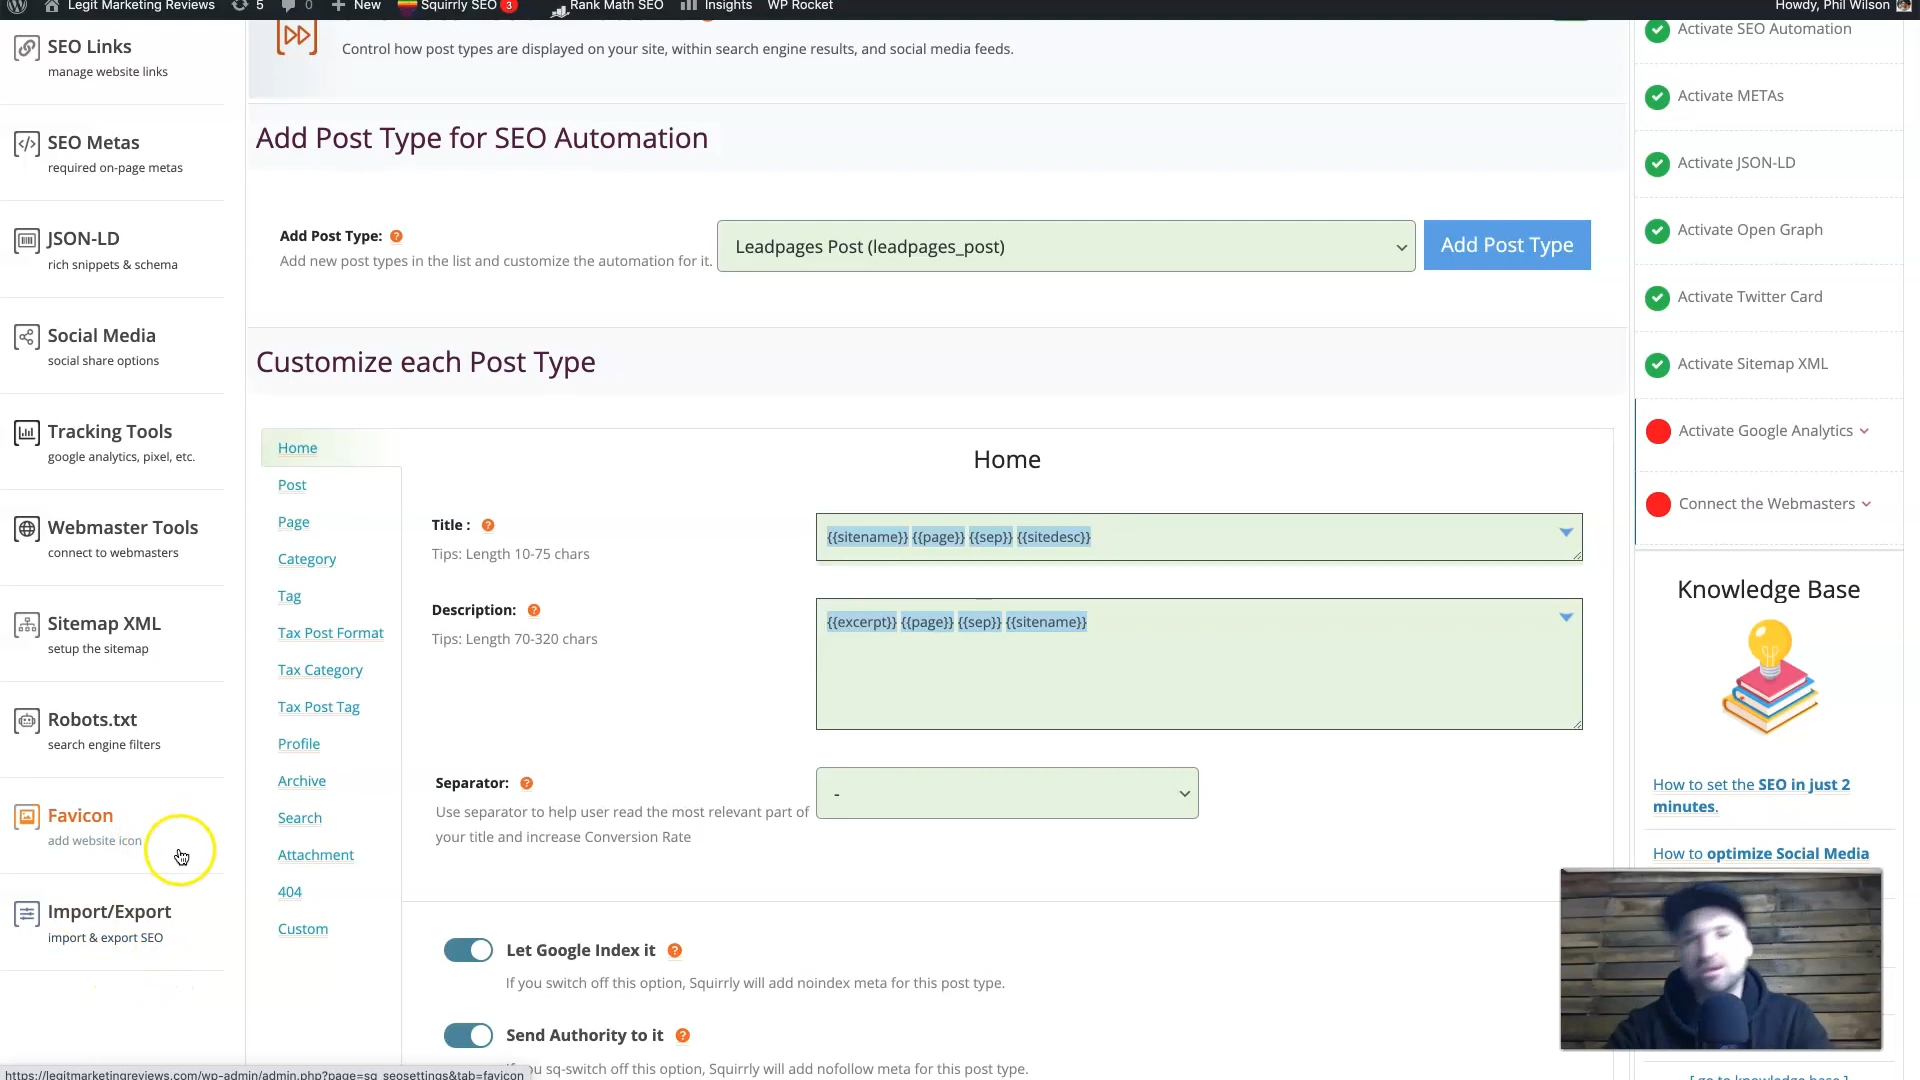 Legit Marketing Reviews
5
0
New
Squirrly SEO 3
Rank Math SEO
Insights
WP Rocket
Howdy, Phil Wilson
SEO Links
manage website links
SEO Metas
required on-page metas
JSON-LD
rich snippets & schema
Social Media
social share options
Tracking Tools
google analytics, pixel, etc.
Webmaster Tools
connect to webmasters
Sitemap XML
setup the sitemap
Robots.txt
search engine filters
Favicon
add website icon
Import/Export
import & export SEO
Control how post types are displayed on your site, within search engine results, and social media feeds.
Add Post Type for SEO Automation
Add Post Type: ?
Add new post types in the list and customize the automation for it.
Leadpages Post (leadpages_post)
Add Post Type
Customize each Post Type
Home
Post
Page
Category
Tag
Tax Post Format
Tax Category
Tax Post Tag
Profile
Archive
Search
Attachment
404
Custom
Home
Title : ?
Tips: Length 10-75 chars
{{sitename}} {{page}} {{sep}} {{sitedesc}}
Description: ?
Tips: Length 70-320 chars
{{excerpt}} {{page}} {{sep}} {{sitename}}
Separator: ?
Use separator to help user read the most relevant part of
your title and increase Conversion Rate
-
Let Google Index it ?
If you switch off this option, Squirrly will add noindex meta for this post type.
Send Authority to it ?
ou sq-switch off this option, Squirrly will add nofollow meta for this post type.
Activate SEO Automation
Activate METAs
Activate JSON-LD
Activate Open Graph
Activate Twitter Card
Activate Sitemap XML
Activate Google Analytics
Connect the Webmasters
Knowledge Base
How to set the SEO in just 2
minutes.
How to optimize Social Media
https://legitmarketingreviews.com/wp-admin/admin.php?page=sq_seosettings&tab=favicon